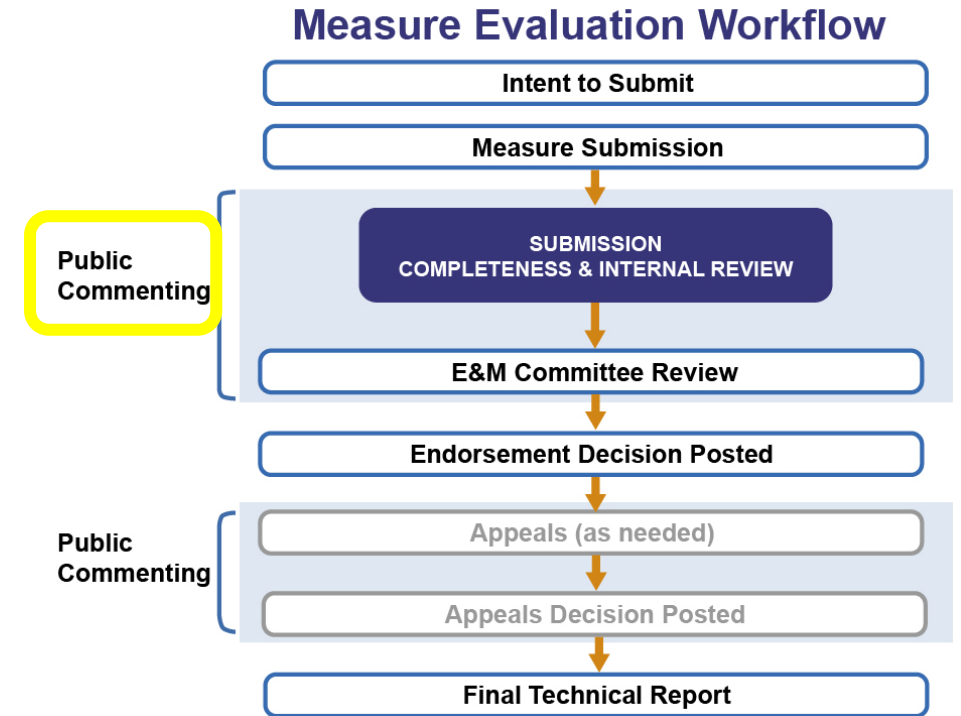 Measure Evaluation Workflow
Intent to Submit
Measure Submission
Public
Commenting
SUBMISSION
COMPLETENESS & INTERNAL REVIEW
E&M Committee Review
Endorsement Decision Posted
Public
Commenting
Appeals (as needed)
Appeals Decision Posted
Final Technical Report